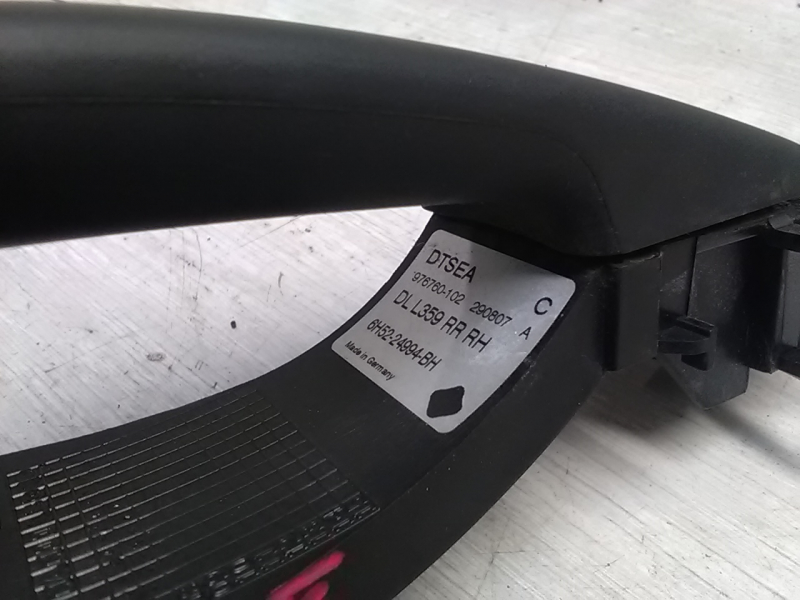 DTSEA C
976760-102 290807 A
DL L359 RR RH
6H52-24994-BH
Made in Germany